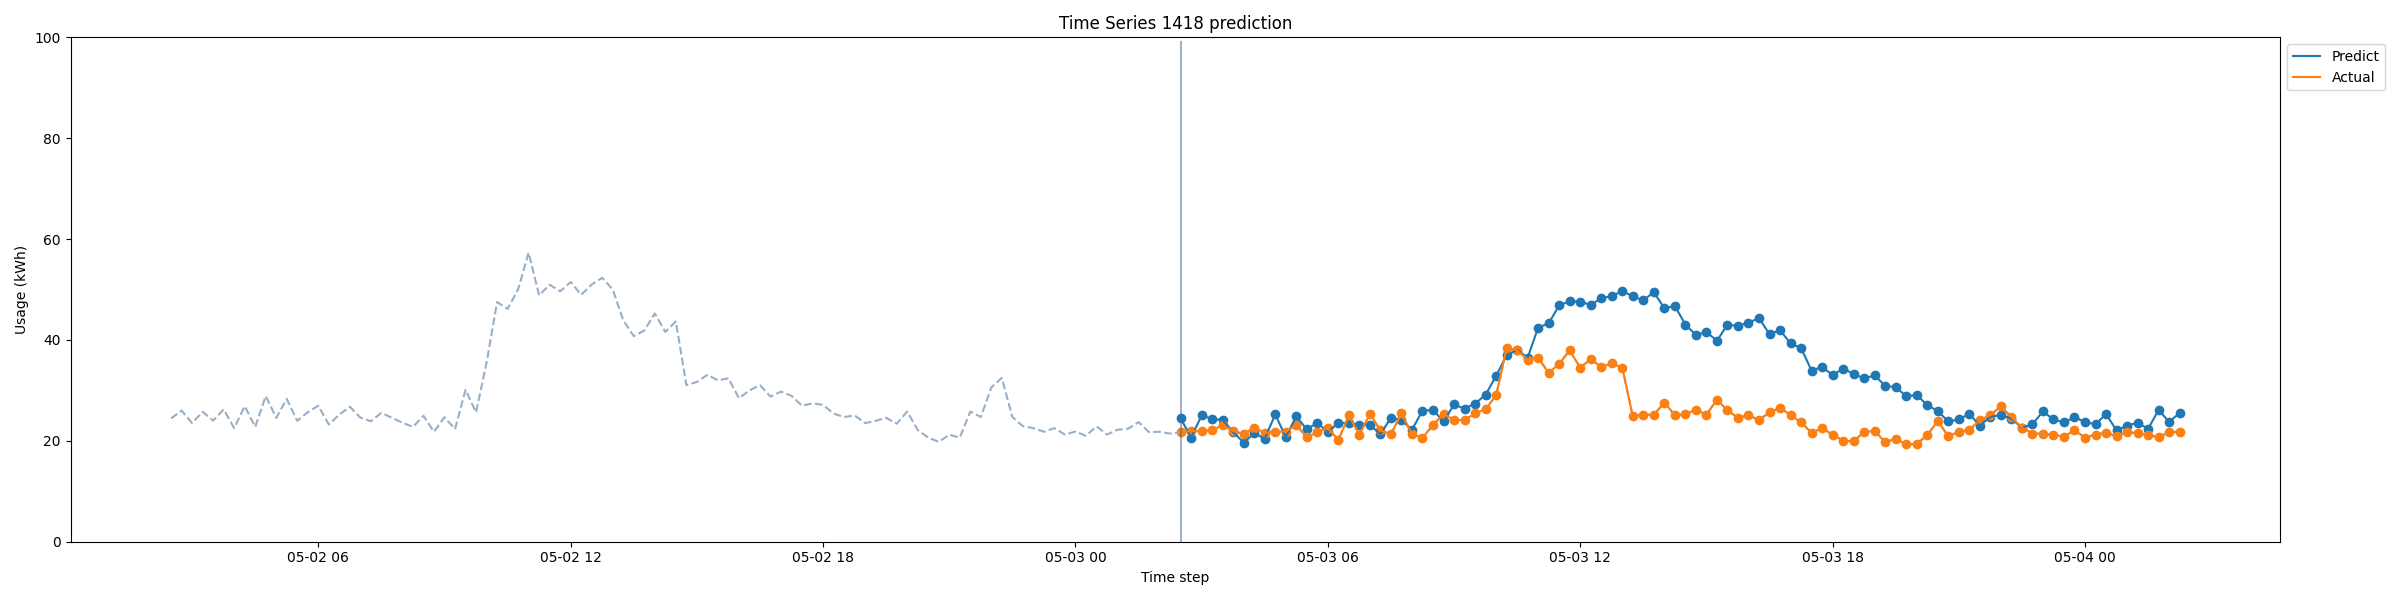 Time Series 1418 prediction
Predict
Actual
Usage (kWh)
100
80
60
40
20
0
05-02 06
05-02 12
05-02 18
05-03 00
05-03 06
05-03 12
05-03 18
05-04 00
Time step